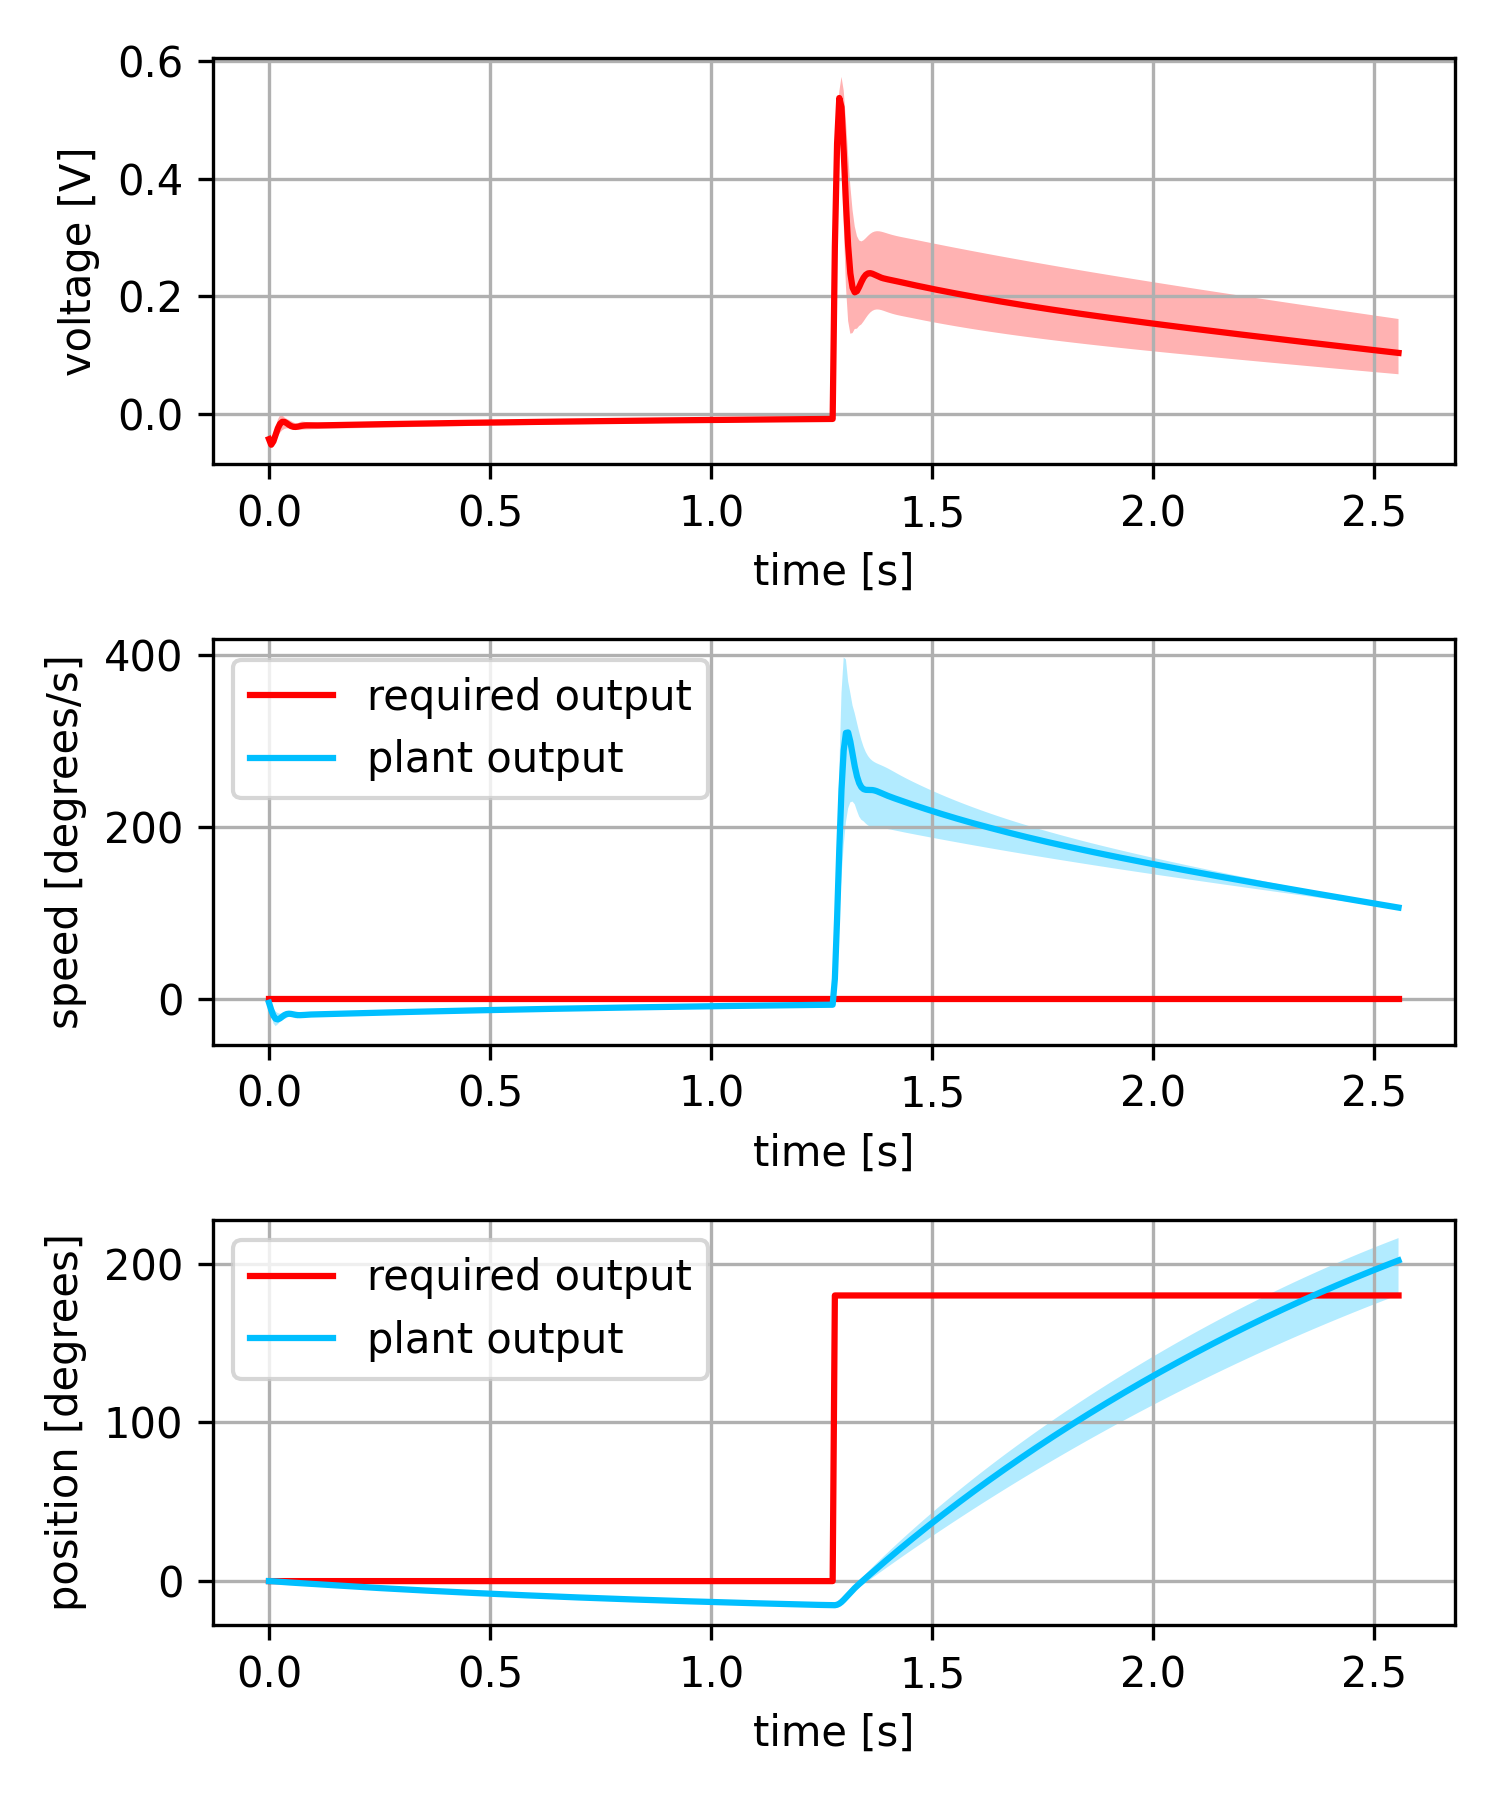 0.6
0.4
0.2
0.0
voltage [V]
0.0 0.5 1.0 1.5 2.0 2.5
time [s]
400
200
0
speed [degrees/s]
required output
plant output
0.0 0.5 1.0 1.5 2.0 2.5
time [s]
200
100
0
position [degrees]
required output
plant output
0.0 0.5 1.0 1.5 2.0 2.5
time [s]